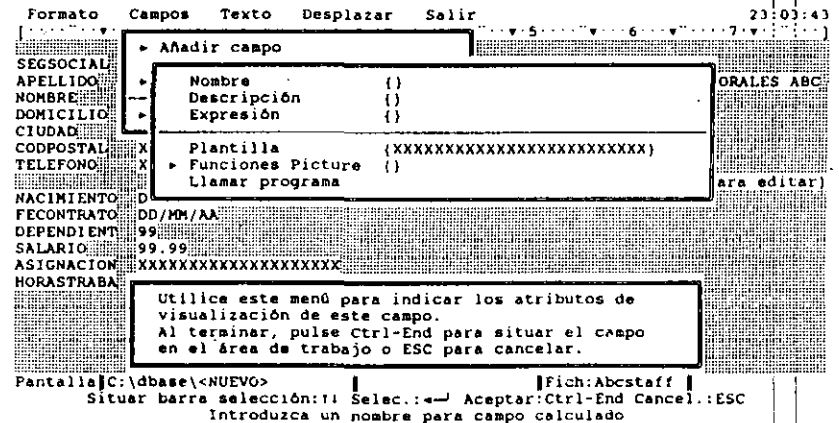 Formato Campos Texto Desplazar Salir 23:03:43
[ 5 6 7 ]
► Añadir campo
SEGSOCIAL
APELLIDO ► Nombre {} ORALES ABC
NOMBRE Descripción {}
DOMICILIO ► Expresión {}
CIUDAD
CODPOSTAL X Plantilla {XXXXXXXXXXXXXXXXXXXXXXXXX}
TELEFONO X ► Funciones Picture {}
Llamar programa ara editar)
NACIMIENTO D
FECONTRATO DD/MM/AA
DEPENDIENT 99
SALARIO 99.99
ASIGNACION XXXXXXXXXXXXXXXXXXXX
HORASTRABA
Utilice este menú para indicar los atributos de
visualización de este campo.
Al terminar, pulse Ctrl-End para situar el campo
en el área de trabajo o ESC para cancelar.
Pantalla C:\dbase\<NUEVO> Fich:Abcstaff
Situar barra selección:↑↓ Selec.:◄─┘ Aceptar:Ctrl-End Cancel.:ESC
Introduzca un nombre para campo calculado